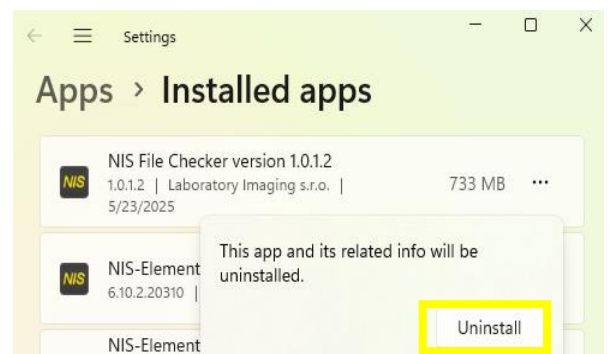 Settings
Apps > Installed apps
NIS File Checker version 1.0.1.2
NIS
1.0.1.2 | Laboratory Imaging s.r.o. |
733 MB
5/23/2025
This app and its related info will be
uninstalled.
NIS-Element
NIS
6.10.2.20310 |
Uninstall
NIS-Element